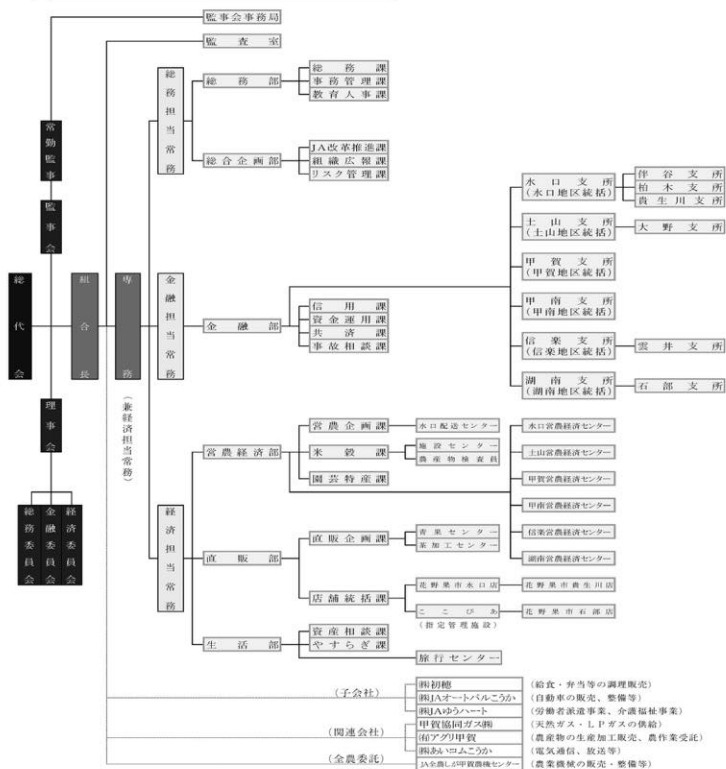 監事会事務局
監査室
総務担当常務
総務部
総務課
事務管理課
教育人事課
総合企画部
JA改革推進課
組織広報課
リスク管理課
常勤監事
監事会
総代会
組合長
専務
(兼経済担当常務)
理事会
総務委員会
金融委員会
経済委員会
金融担当常務
金融部
信用課
資金運用課
共済課
事故相談課
水口支所
(水口地区統括)
伴谷支所
柏木支所
貴生川支所
土山支所
(土山地区統括)
大野支所
甲賀支所
(甲賀地区統括)
甲南支所
(甲南地区統括)
信楽支所
(信楽地区統括)
雲井支所
湖南支所
(湖南地区統括)
石部支所
経済担当常務
営農経済部
営農企画課
水口配送センター
米穀課
施設センター
農産物検査員
園芸特産課
水口営農経済センター
土山営農経済センター
甲賀営農経済センター
甲南営農経済センター
信楽営農経済センター
湖南営農経済センター
直販部
直販企画課
青果センター
茶加工センター
店舗統括課
花野果市水口店
花野果市貴生川店
ここぴあ
(指定管理施設)
花野果市石部店
生活部
資産相談課
やすらぎ課
旅行センター
(子会社)
㈱初穂 (給食・弁当等の調理販売)
㈱JAオートパルこうか (自動車の販売、整備等)
㈱JAゆうハート (労働者派遣事業、介護福祉事業)
(関連会社)
甲賀協同ガス㈱ (天然ガス・LPガスの供給)
㈲アグリ甲賀 (農産物の生産加工販売、農作業受託)
㈱あいコムこうか (電気通信、放送等)
(全農委託)
JA全農しが甲賀農機センター (農業機械の販売・整備等)